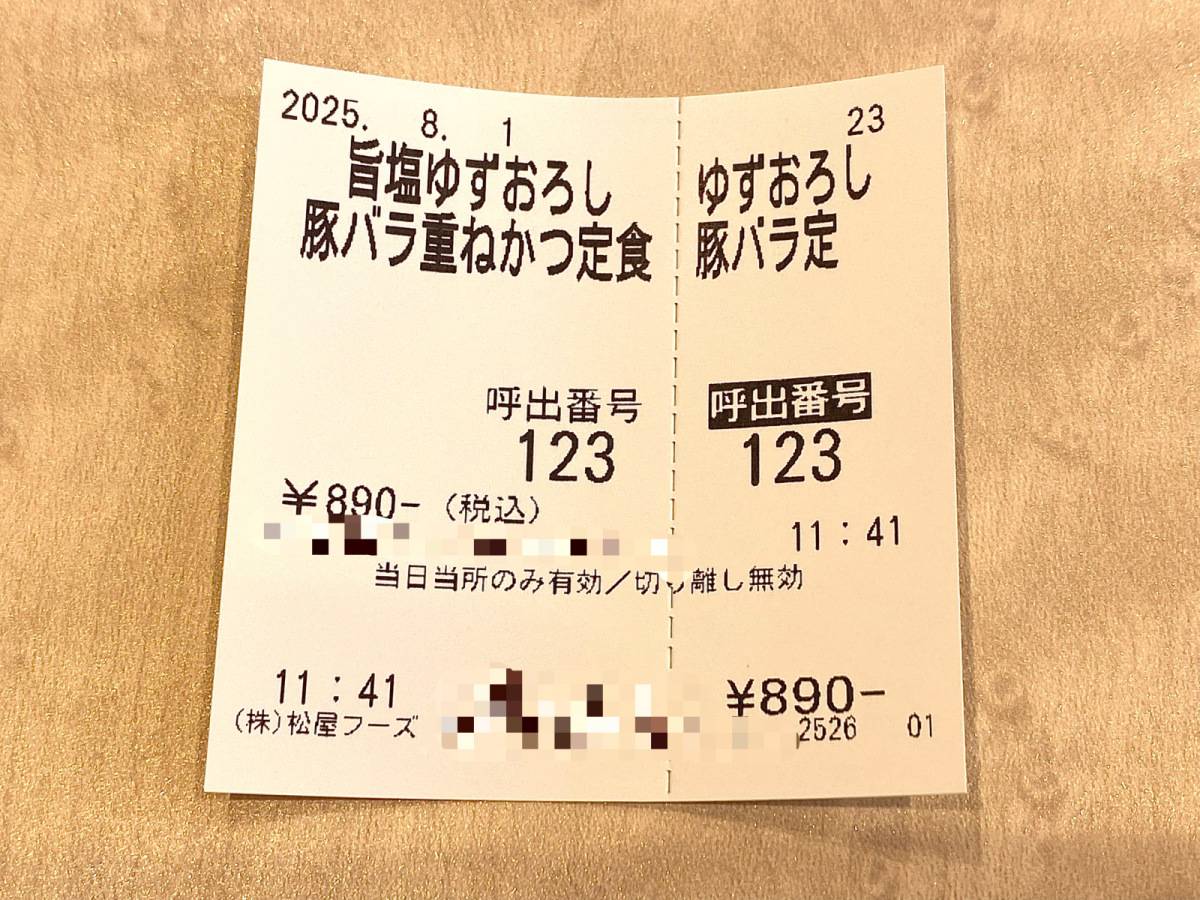 2025. 8. 1
旨塩ゆずおろし
豚バラ重ねかつ定食
呼出番号
123
¥890-（税込）
当日当所のみ有効／切り離し無効
11：41
(株)松屋フーズ
23
ゆずおろし
豚バラ定
呼出番号
123
11：41
¥890-
2526 01